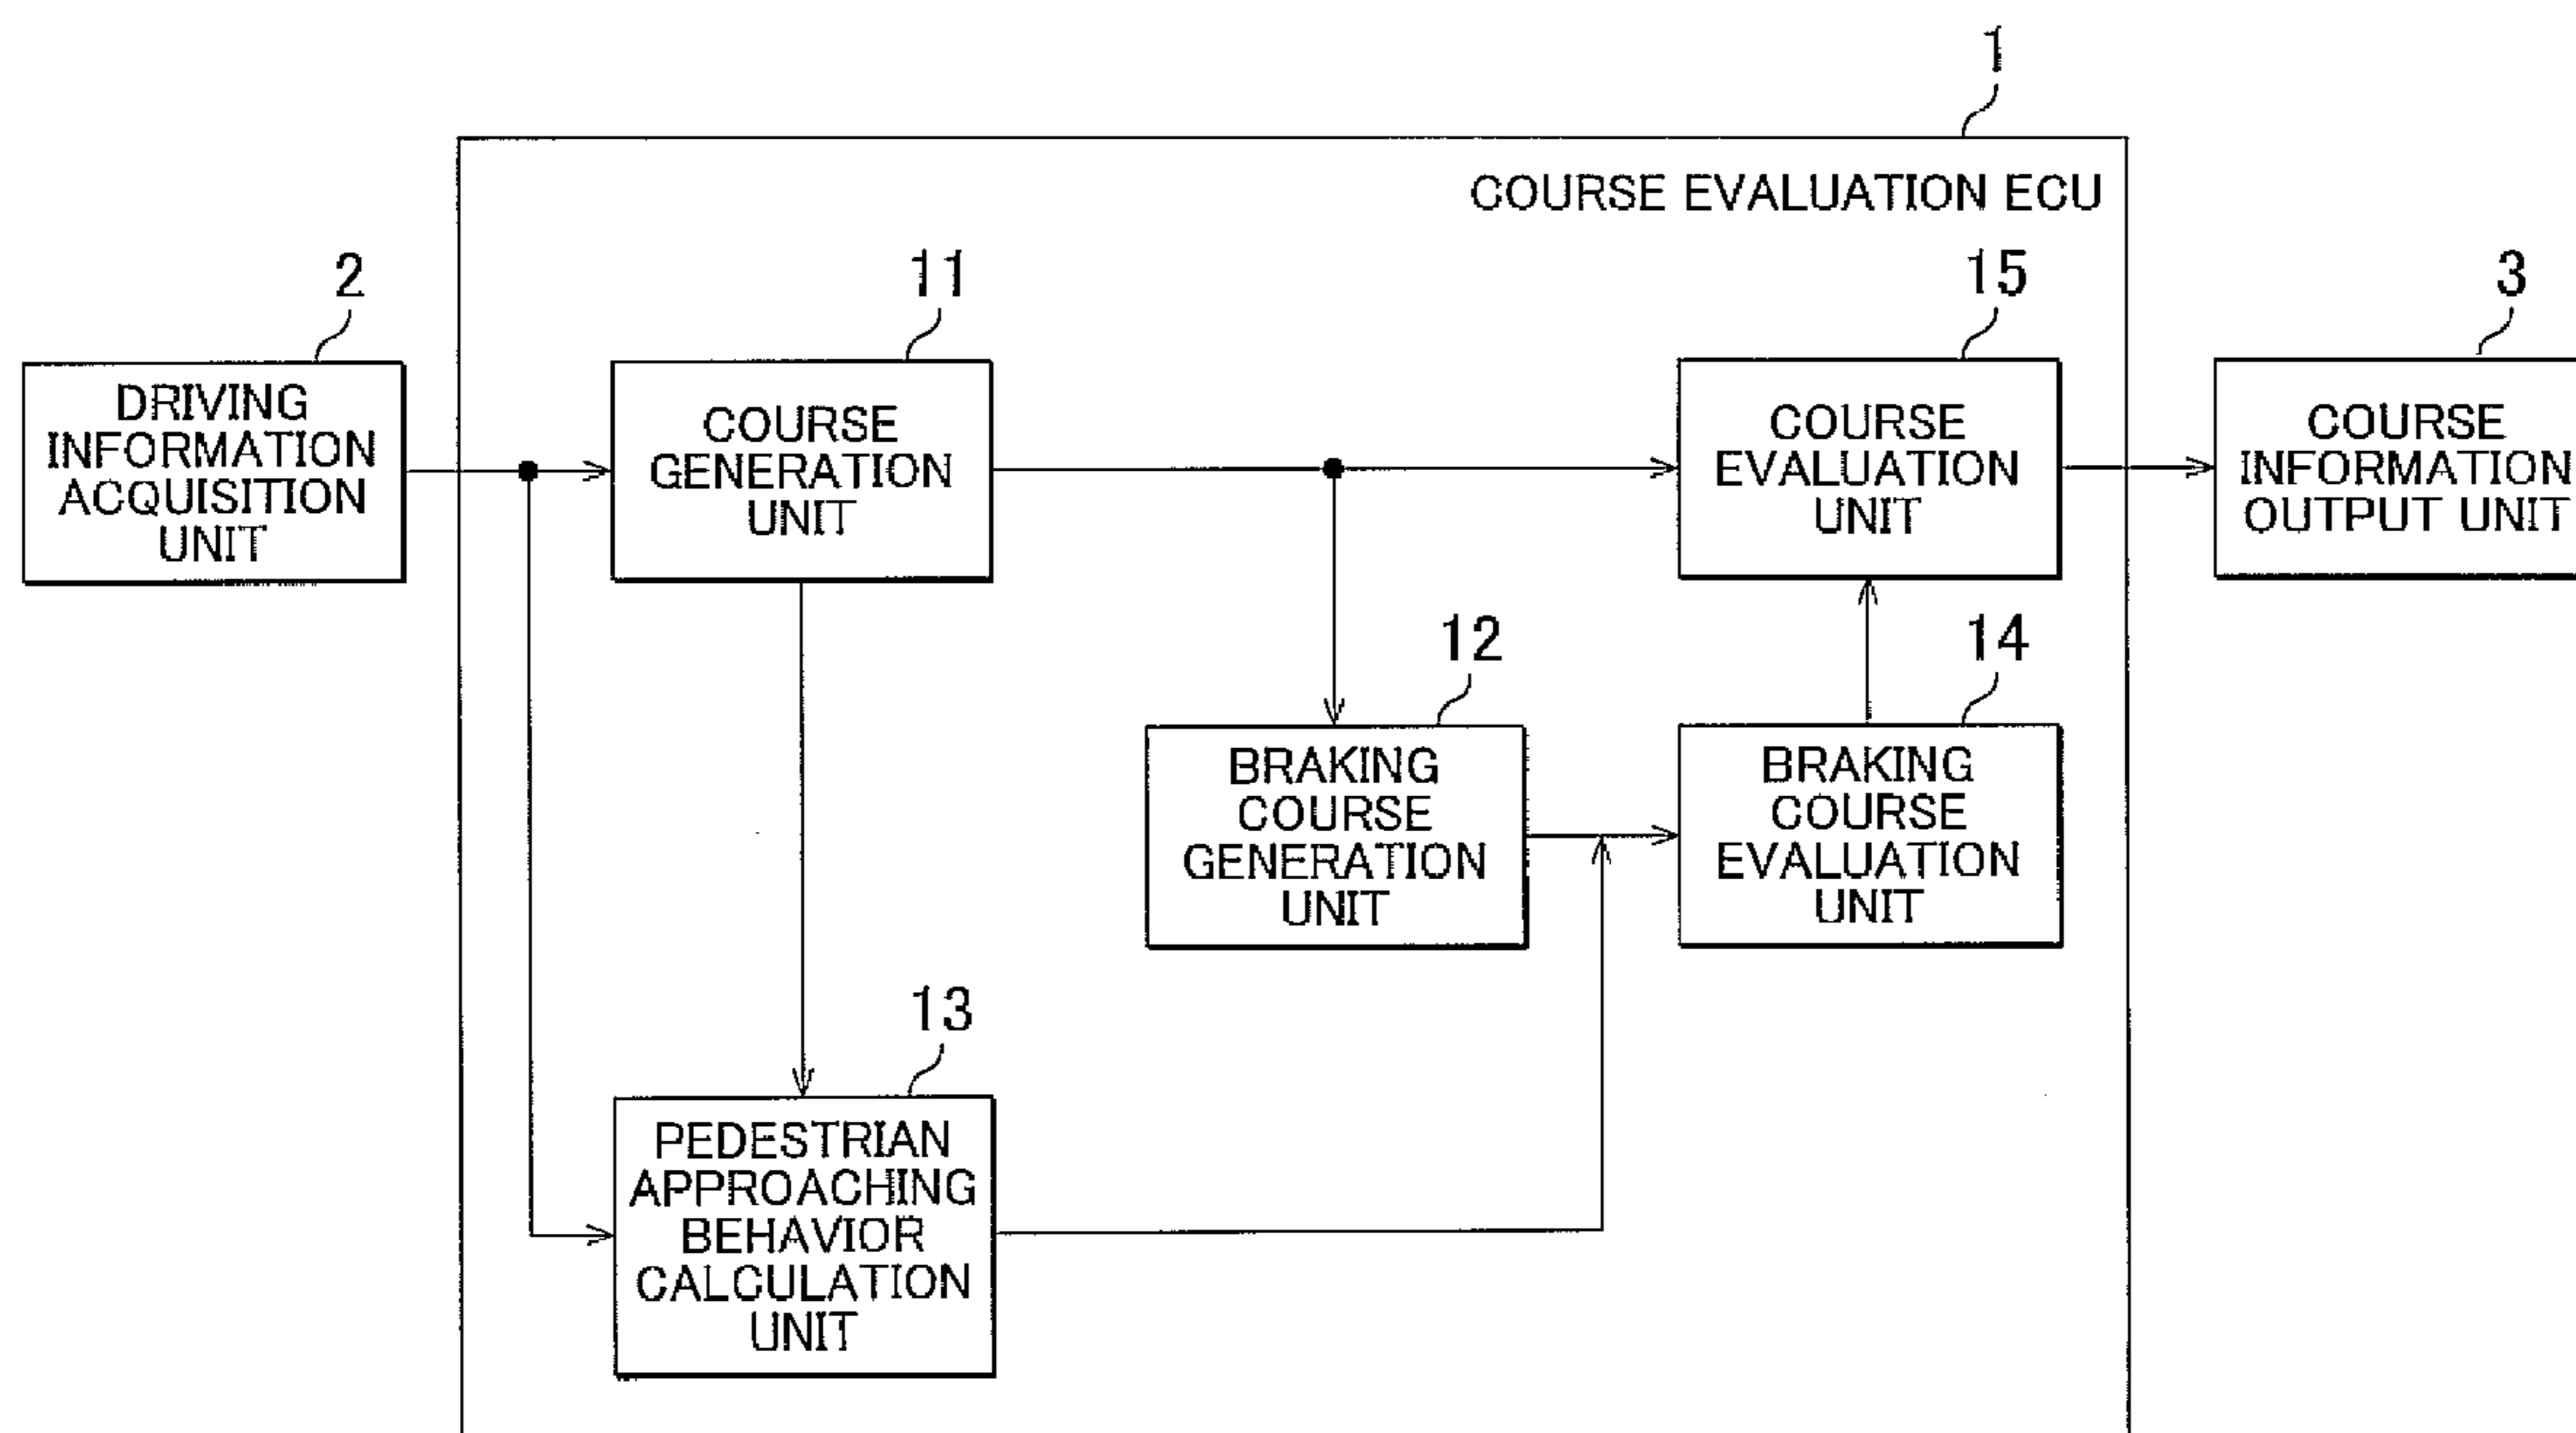 1
COURSE EVALUATION ECU
2
11
15
3
DRIVING
INFORMATION
ACQUISITION
UNIT
COURSE
GENERATION
UNIT
COURSE
EVALUATION
UNIT
COURSE
INFORMATION
OUTPUT UNIT
12
14
BRAKING
COURSE
GENERATION
UNIT
BRAKING
COURSE
EVALUATION
UNIT
13
PEDESTRIAN
APPROACHING
BEHAVIOR
CALCULATION
UNIT